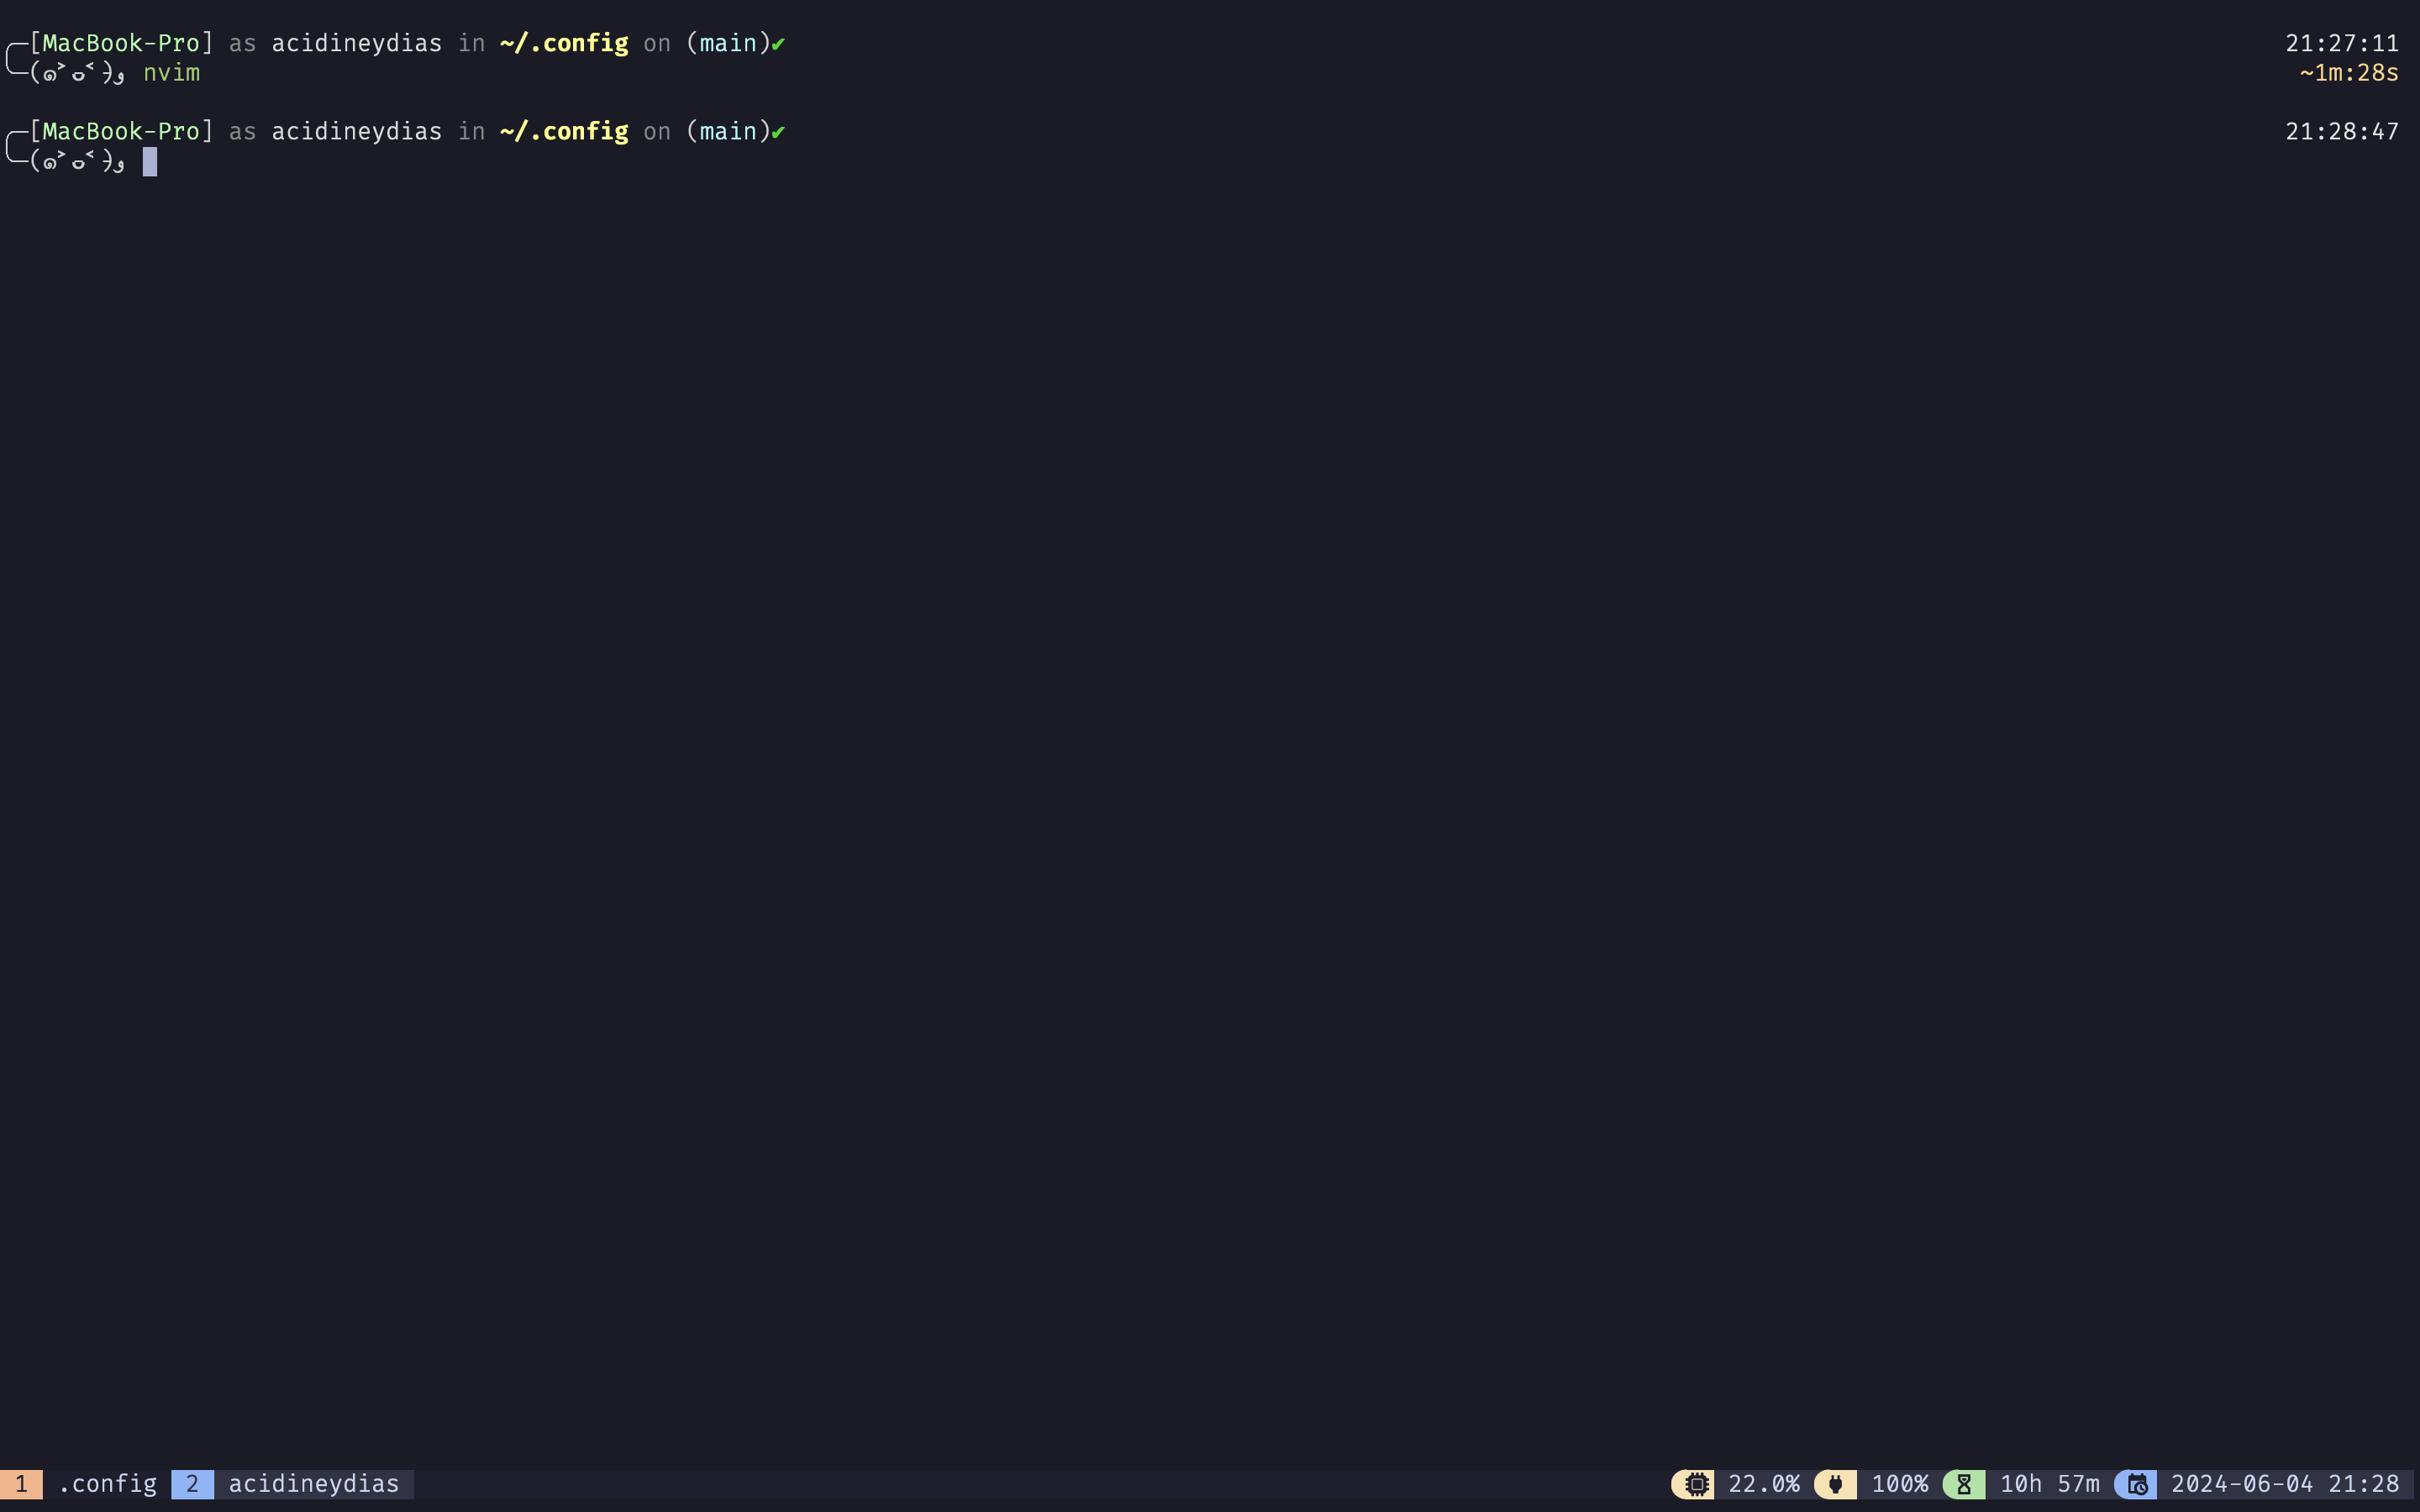 ╭─[MacBook-Pro] as acidineydias in ~/.config on (main)✔ 21:27:11
╰─(๑˃ᴗ˂)ﻭ nvim ~1m:28s
╭─[MacBook-Pro] as acidineydias in ~/.config on (main)✔ 21:28:47
╰─(๑˃ᴗ˂)ﻭ
1 .config 2 acidineydias 22.0% 100% 10h 57m 2024-06-04 21:28